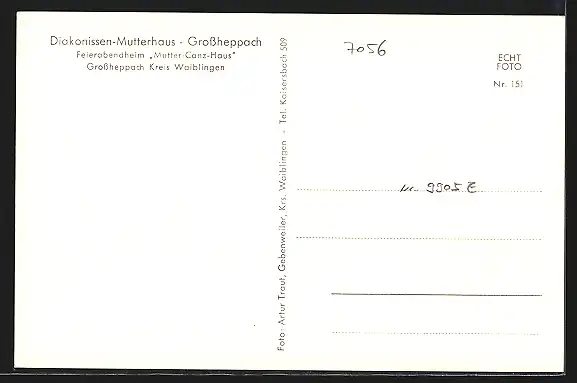 Diakonissen-Mutterhaus - Großheppach
Feierabendheim „Mutter-Canz-Haus"
Großheppach Kreis Waiblingen
Foto: Artur Traut, Gebenweiler, Krs. Waiblingen - Tel. Kaisersbach 509
7056
ECHT
FOTO
Nr. 151
9905 E